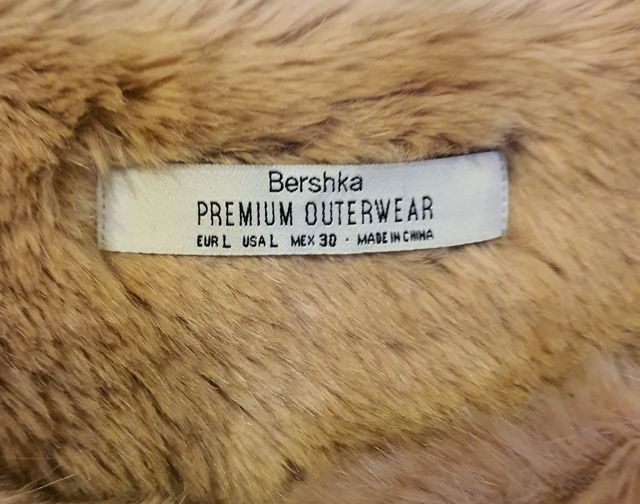 Bershka
PREMIUM OUTERWEAR
EUR L USA L MEX 30 · MADE IN CHINA